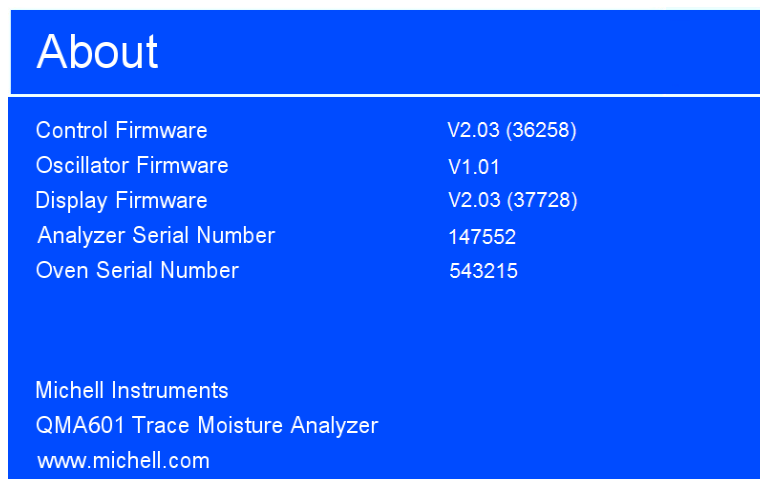 About
Control Firmware V2.03 (36258)
Oscillator Firmware V1.01
Display Firmware V2.03 (37728)
Analyzer Serial Number 147552
Oven Serial Number 543215
Michell Instruments
QMA601 Trace Moisture Analyzer
www.michell.com